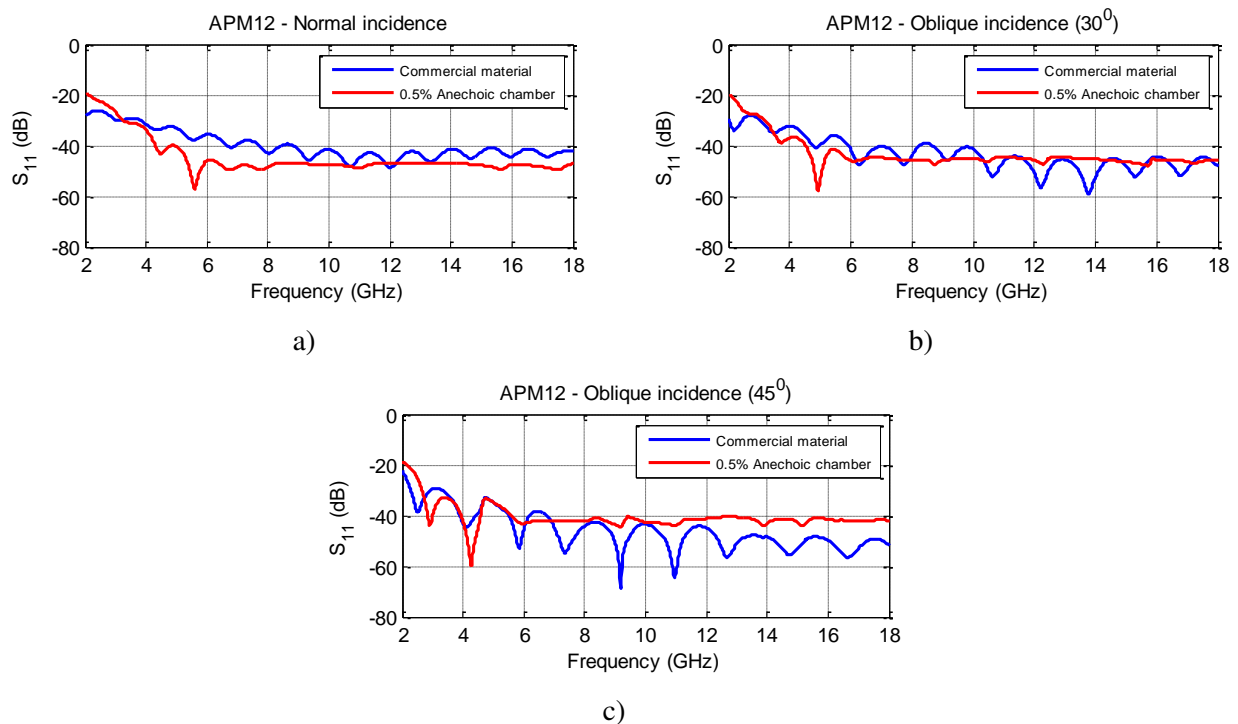 APM12 - Normal incidence
0
-20
-40
-60
-80
S11 (dB)
Commercial material
0.5% Anechoic chamber
2 4 6 8 10 12 14 16 18
Frequency (GHz)
a)
APM12 - Oblique incidence (30⁰)
0
-20
-40
-60
-80
S11 (dB)
Commercial material
0.5% Anechoic chamber
2 4 6 8 10 12 14 16 18
Frequency (GHz)
b)
APM12 - Oblique incidence (45⁰)
0
-20
-40
-60
-80
S11 (dB)
Commercial material
0.5% Anechoic chamber
2 4 6 8 10 12 14 16 18
Frequency (GHz)
c)